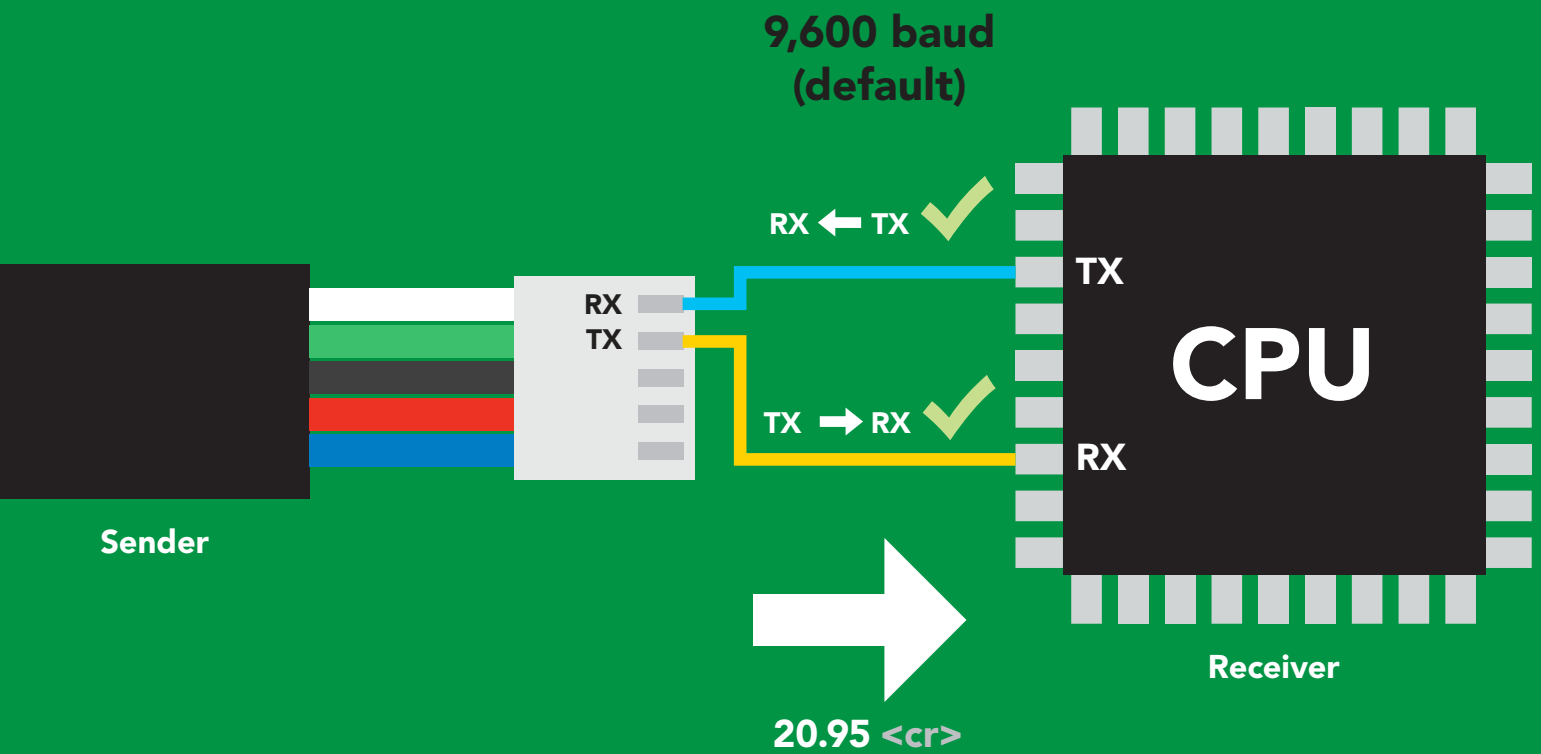 9,600 baud
(default)
RX ← TX
TX
RX
TX
CPU
TX → RX
RX
Sender
Receiver
20.95 <cr>